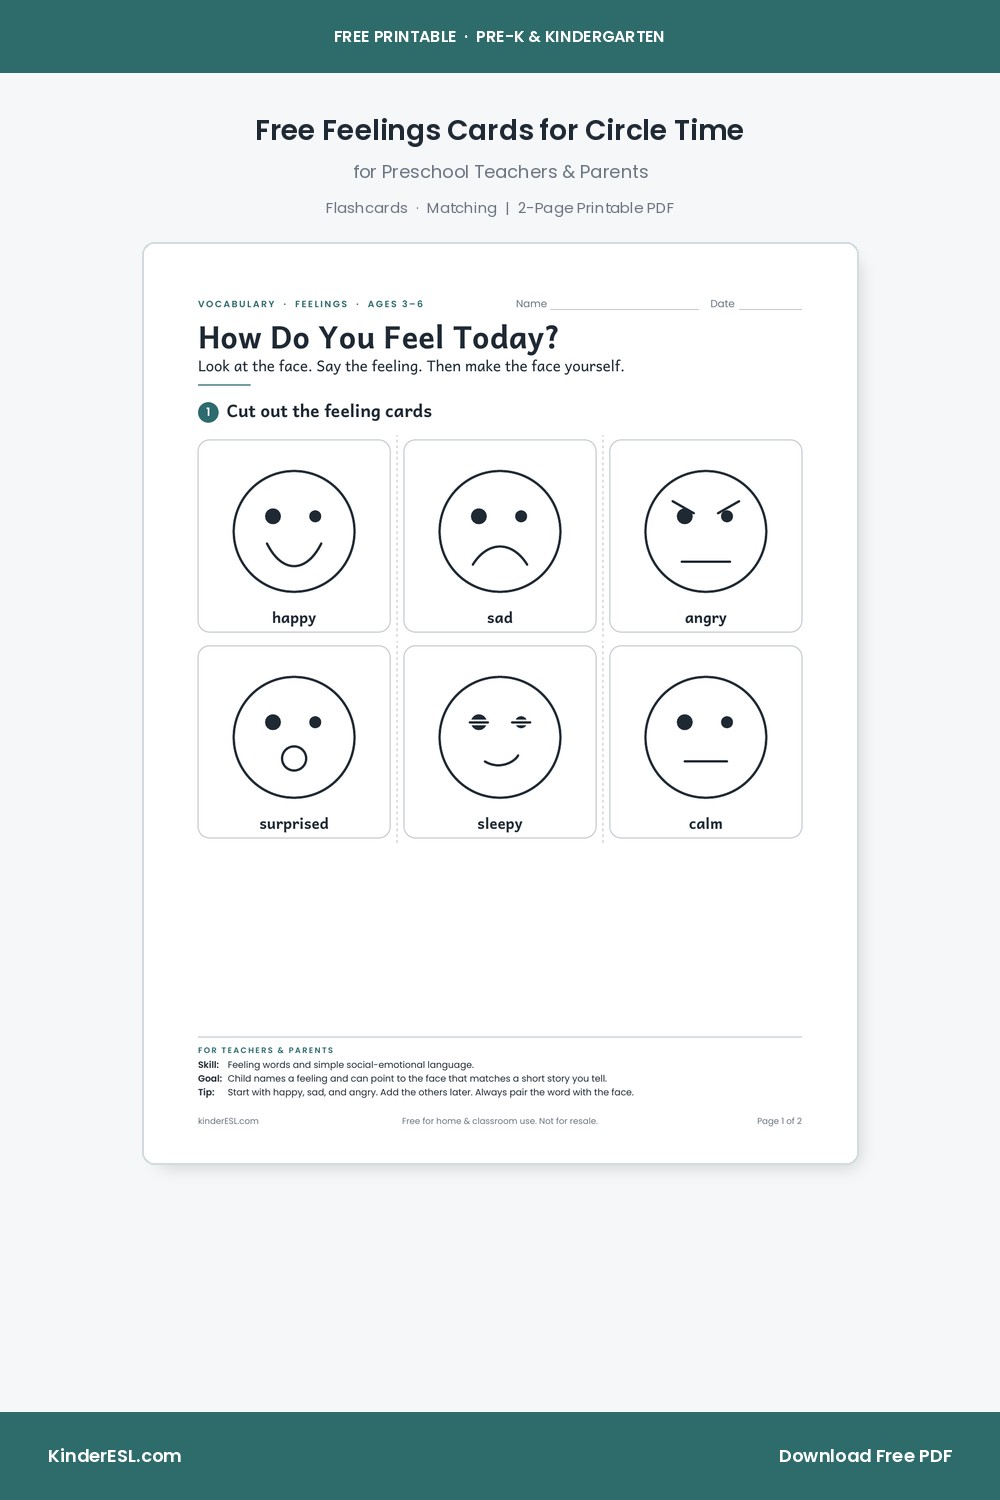 FREE PRINTABLE · PRE-K & KINDERGARTEN
Free Feelings Cards for Circle Time
for Preschool Teachers & Parents
Flashcards · Matching | 2-Page Printable PDF
VOCABULARY · FEELINGS · AGES 3–6
Name
Date
How Do You Feel Today?
Look at the face. Say the feeling. Then make the face yourself.
1 Cut out the feeling cards
happy
sad
angry
surprised
sleepy
calm
FOR TEACHERS & PARENTS
Skill: Feeling words and simple social-emotional language.
Goal: Child names a feeling and can point to the face that matches a short story you tell.
Tip: Start with happy, sad, and angry. Add the others later. Always pair the word with the face.
kinderESL.com
Free for home & classroom use. Not for resale.
Page 1 of 2
KinderESL.com
Download Free PDF